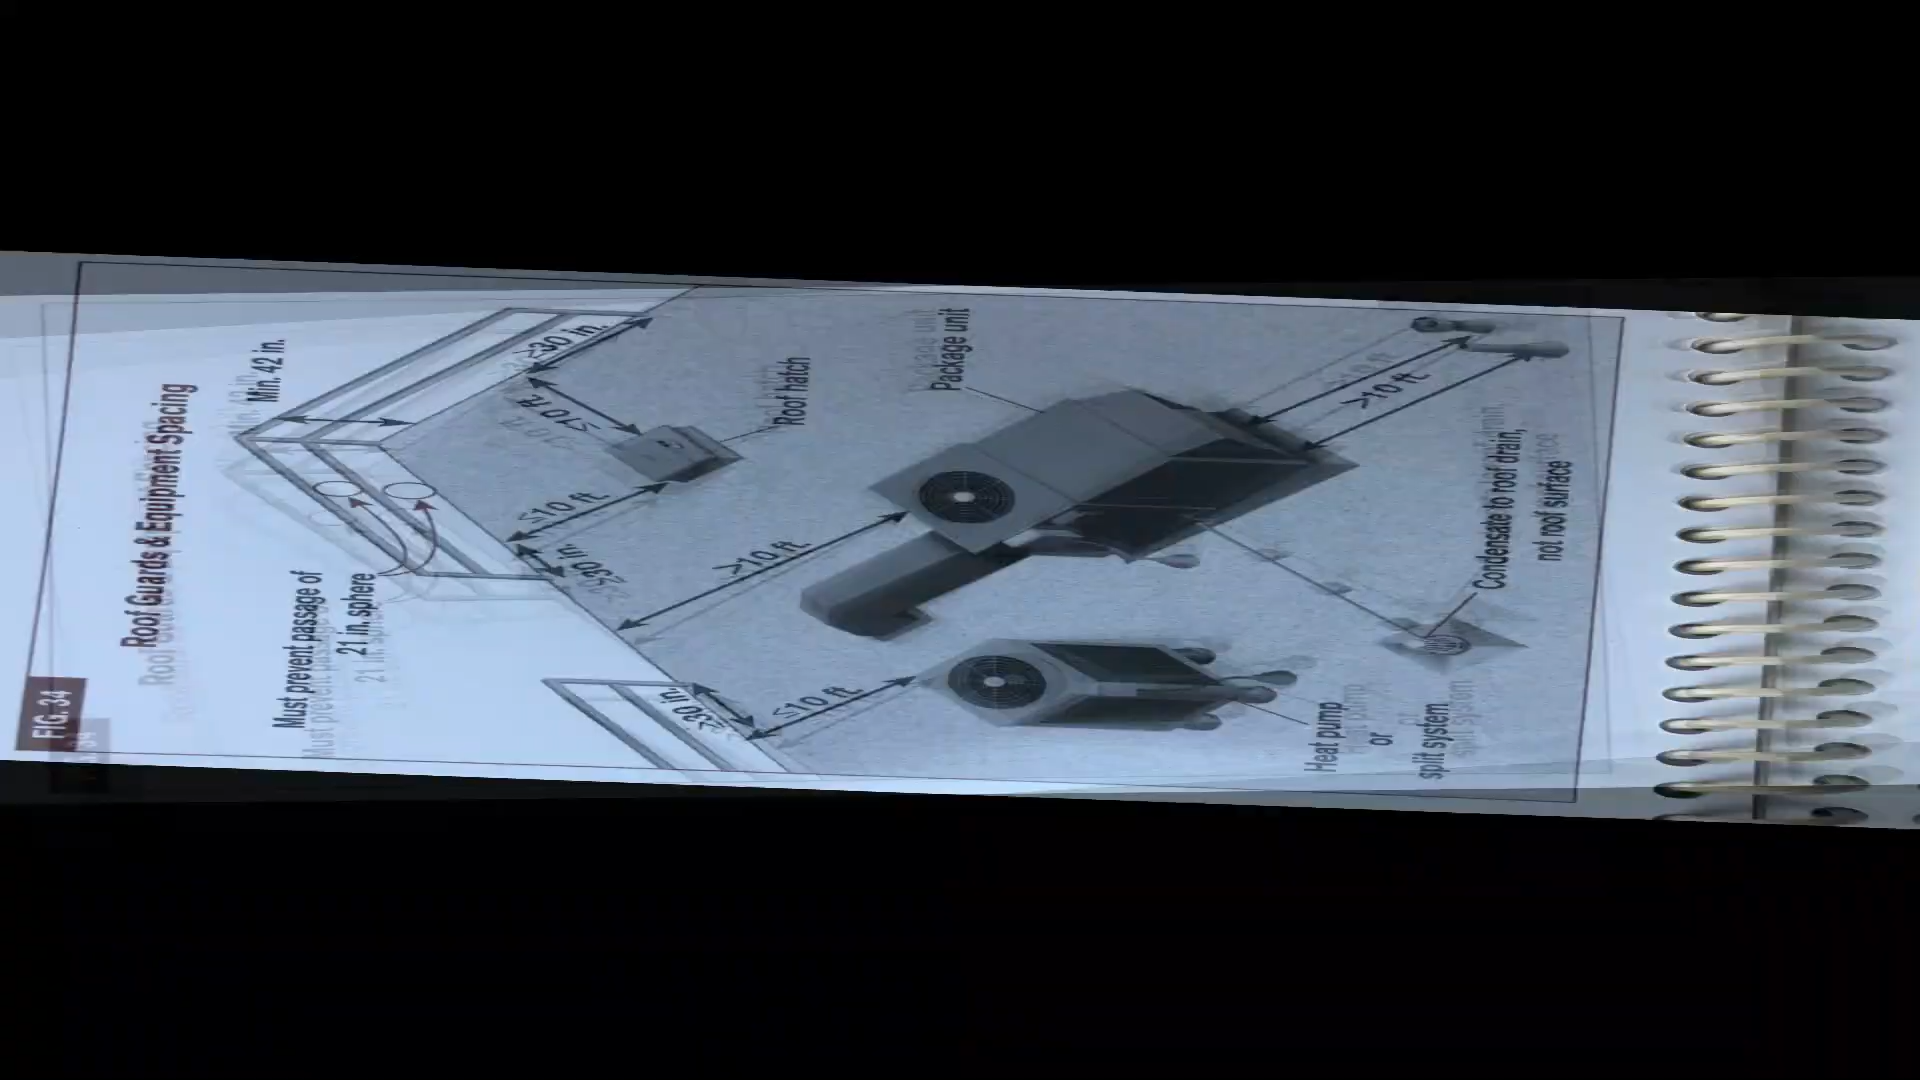 FIG. 34
Roof Guards & Equipment Spacing
Min. 42 in.
Must prevent passage of
21 in. sphere
≥30 in.
≤10 ft.
Roof hatch
≤10 ft.
≥30 in.
>10 ft.
Package unit
>10 ft.
≥30 in.
≤10 ft.
Condensate to roof drain,
not roof surface
Heat pump
or
split system